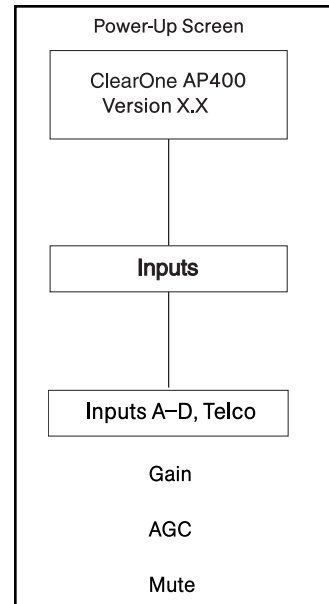 Power-Up Screen
ClearOne AP400
Version X.X
Inputs
Inputs A–D, Telco
Gain
AGC
Mute